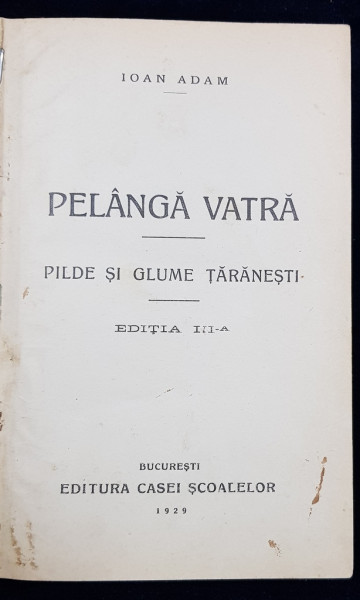 IOAN ADAM
PELÂNGĂ VATRĂ
PILDE ȘI GLUME ȚĂRĂNEȘTI
EDIȚIA III-A
BUCUREȘTI
EDITURA CASEI ȘCOALELOR
1929